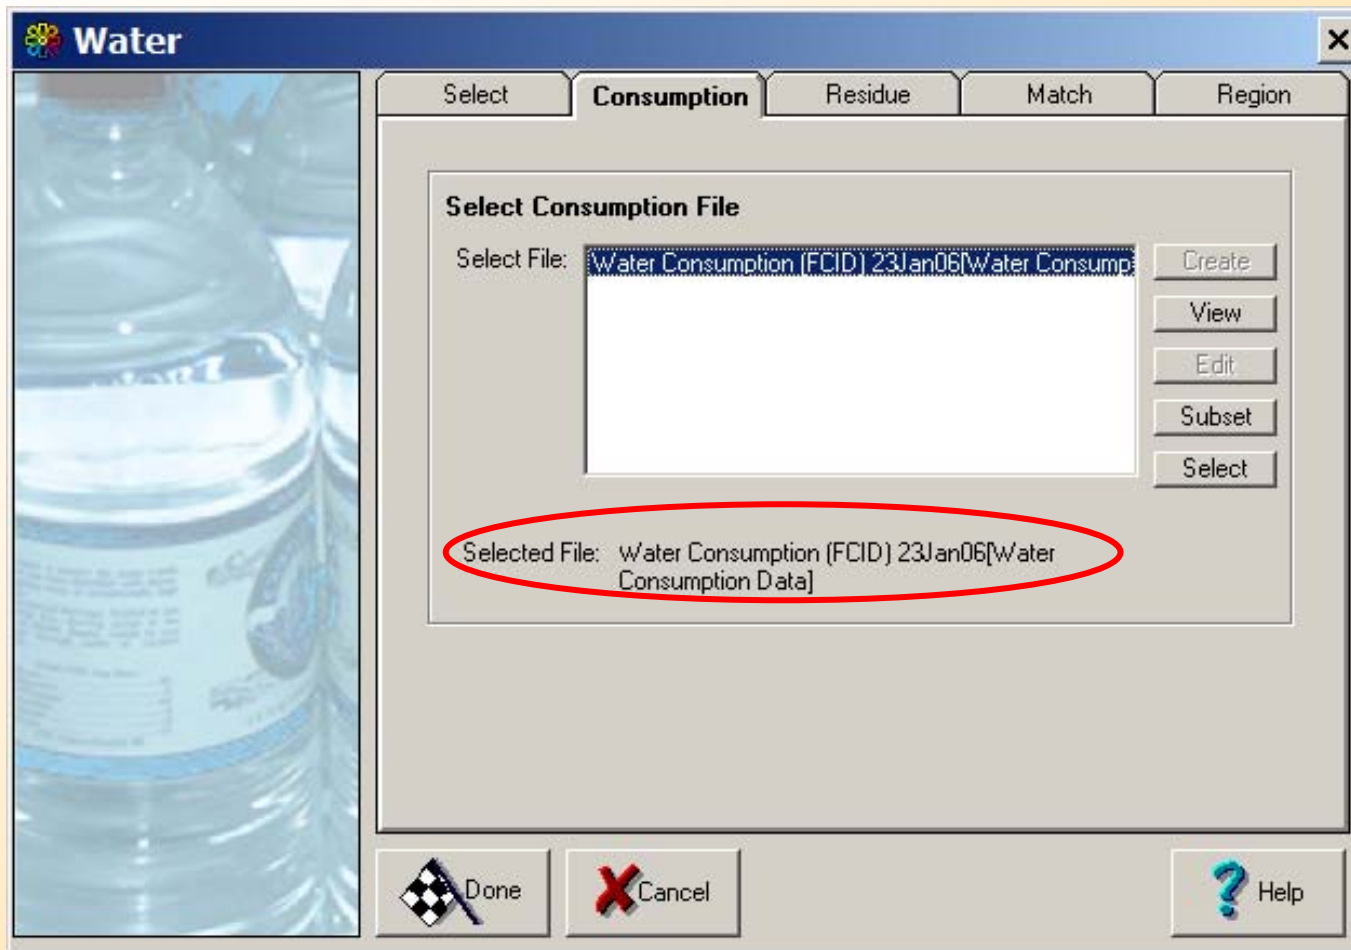 Water
Select Consumption Residue Match Region
Select Consumption File
Select File: Water Consumption (FCID) 23Jan06[Water Consump
Create
View
Edit
Subset
Select
Selected File: Water Consumption (FCID) 23Jan06[Water
Consumption Data]
Done Cancel Help